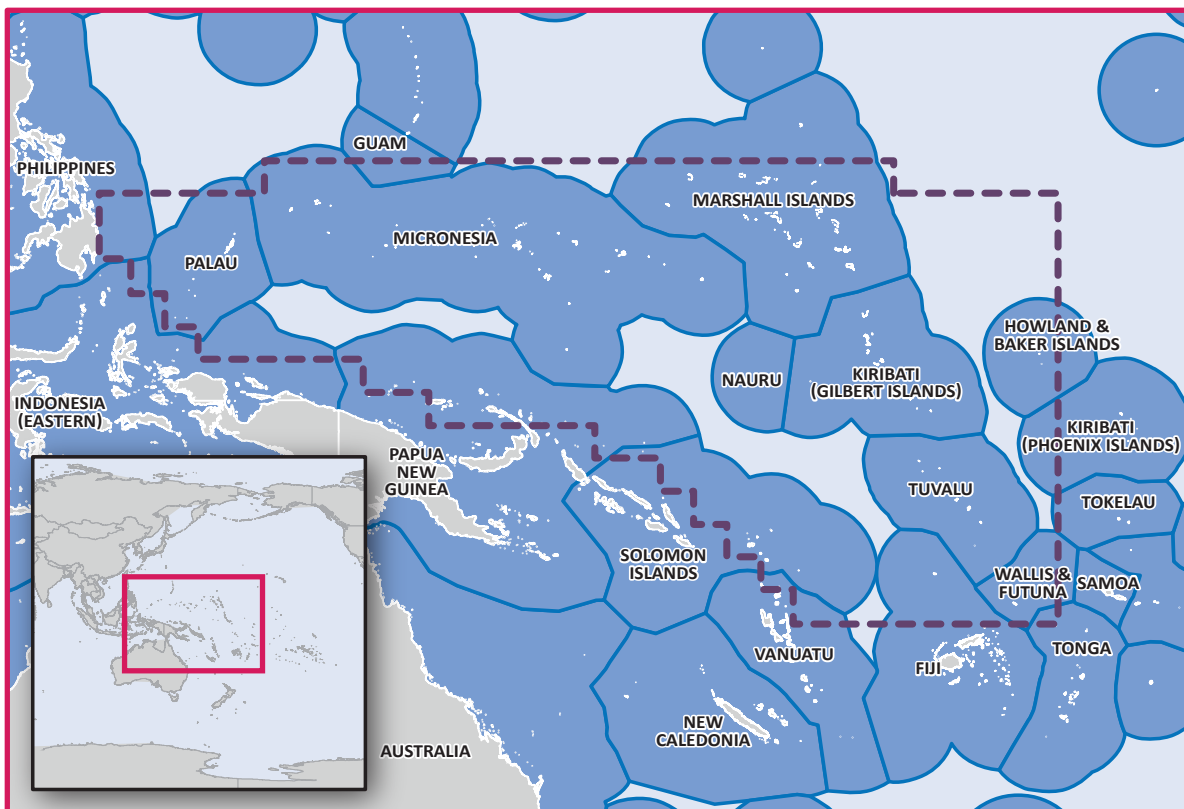 GUAM
PHILIPPINES
MARSHALL ISLANDS
MICRONESIA
PALAU
HOWLAND &
BAKER ISLANDS
NAURU
KIRIBATI
(GILBERT ISLANDS)
INDONESIA
(EASTERN)
KIRIBATI
(PHOENIX ISLANDS)
PAPUA
NEW
GUINEA
TUVALU
TOKELAU
SOLOMON
ISLANDS
WALLIS &
FUTUNA
SAMOA
VANUATU
FIJI
TONGA
NEW
CALEDONIA
AUSTRALIA